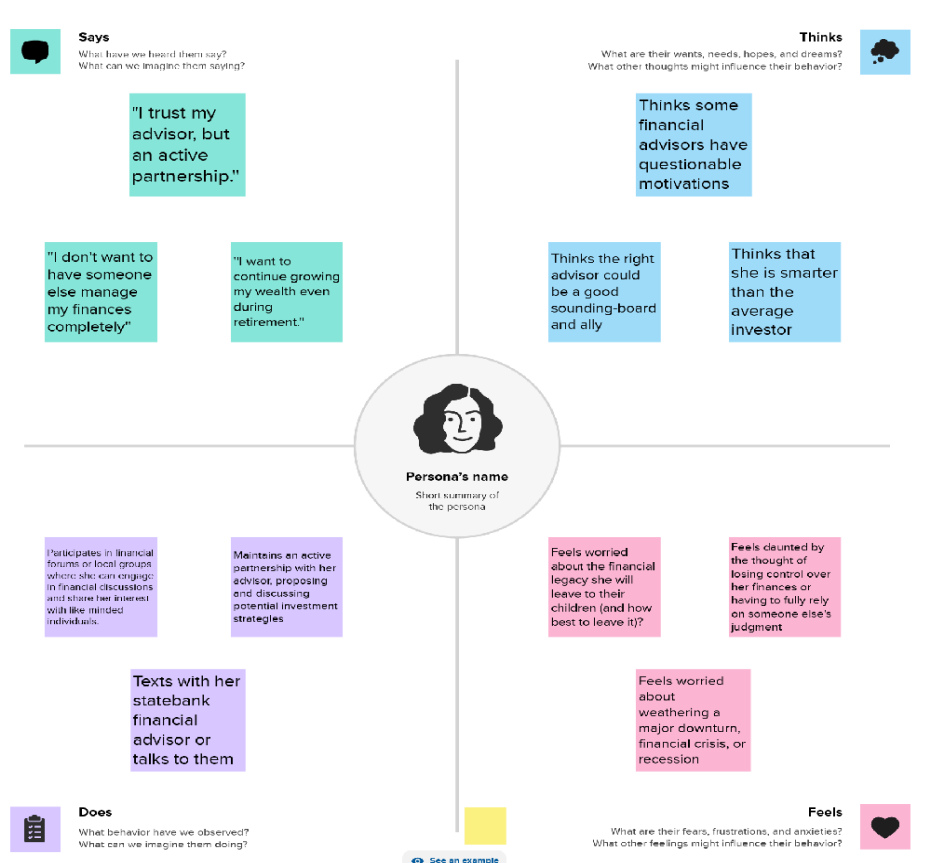 Says
What have we heard them say?
What can we imagine them saying?
Thinks
What are their wants, needs, hopes, and dreams?
What other thoughts might influence their behavior?
"I trust my
advisor, but
an active
partnership."
Thinks some
financial
advisors have
questionable
motivations
"I don't want to
have someone
else manage
my finances
completely"
"I want to
continue growing
my wealth even
during
retirement."
Thinks the right
advisor could
be a good
sounding-board
and ally
Thinks that
she is smarter
than the
average
investor
Persona's name
Short summary of
the persona
Participates in financial
forums or local groups
where she can engage
in financial discussions
and share her interest
with like minded
individuals.
Maintains an active
partnership with her
advisor, proposing
and discussing
potential investment
strategies
Feels worried
about the financial
legacy she will
leave to their
children (and how
best to leave it)?
Feels daunted by
the thought of
losing control over
her finances or
having to fully rely
on someone else's
judgment
Texts with her
statebank
financial
advisor or
talks to them
Feels worried
about
weathering a
major downturn,
financial crisis, or
recession
Does
What behavior have we observed?
What can we imagine them doing?
Feels
What are their fears, frustrations, and anxieties?
What other feelings might influence their behavior?
See an example